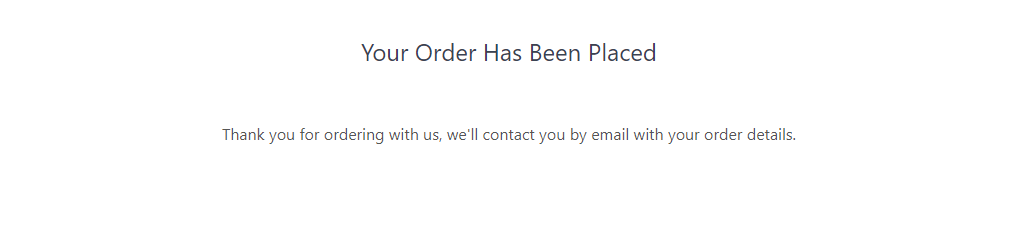 Your Order Has Been Placed
Thank you for ordering with us, we'll contact you by email with your order details.